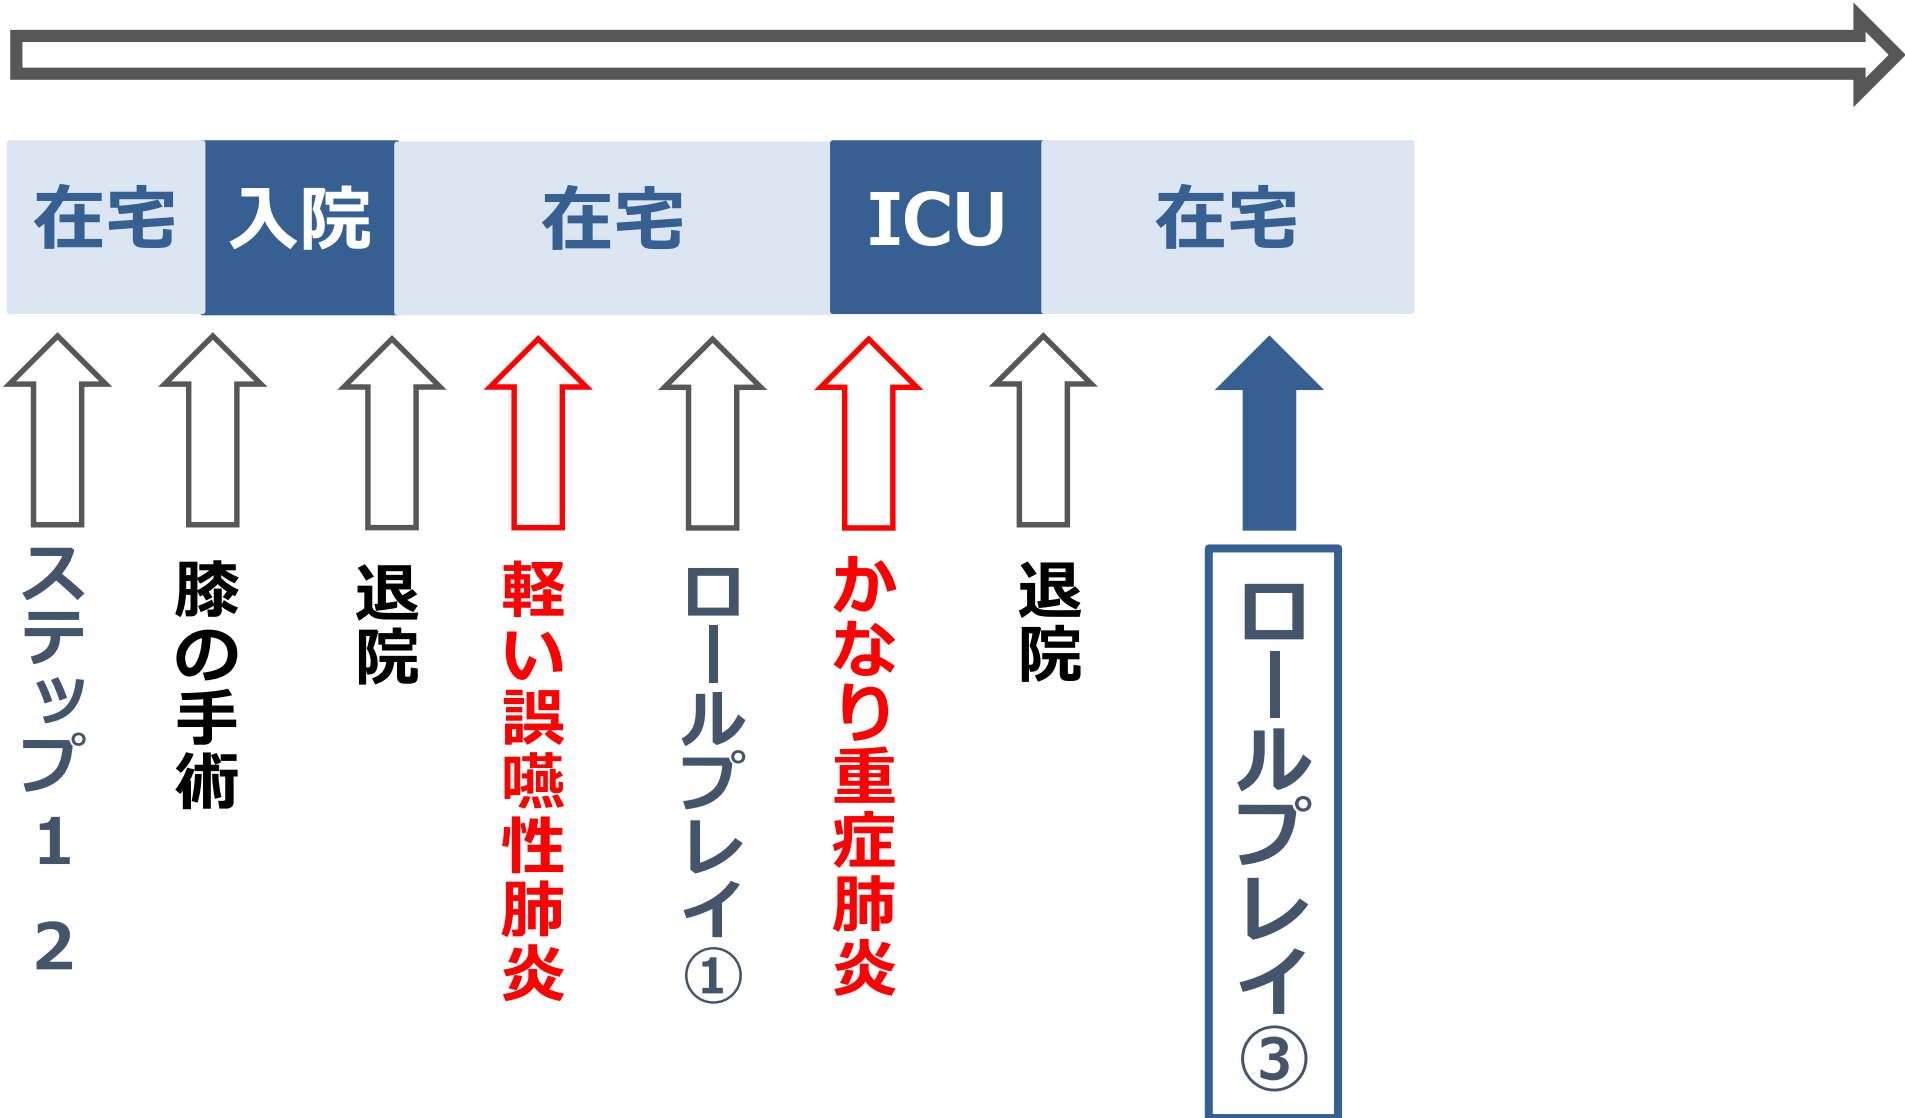 在宅
入院
在宅
ICU
在宅
ステップ1 2
膝の手術
退院
軽い誤嚥性肺炎
ロールプレイ①
かなり重症肺炎
退院
ロールプレイ③